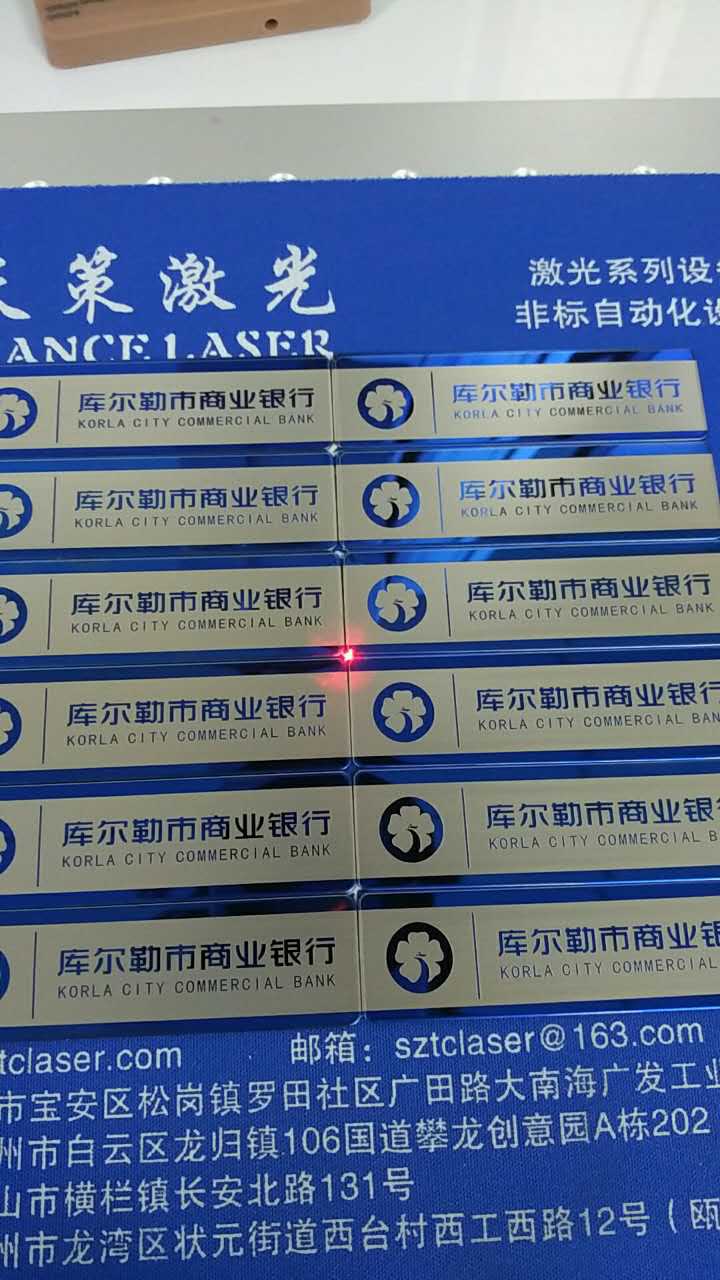 策激光
ANCE LASER
激光系列设
非标自动化
库尔勒市商业银行
KORLA CITY COMMERCIAL BANK
库尔勒市商业银行
KORLA CITY COMMERCIAL BANK
库尔勒市商业银行
KORLA CITY COMMERCIAL BANK
库尔勒市商业银行
KORLA CITY COMMERCIAL BANK
库尔勒市商业银行
KORLA CITY COMMERCIAL BANK
库尔勒市商业银行
KORLA CITY COMMERCIAL BANK
库尔勒市商业银
KORLA CITY COMMERCIAL BANK
库尔勒市商业银
KORLA CITY COMMERCIAL BAN
库尔勒市商业银
KORLA CITY COMMERCIAL BAN
库尔勒市商业银行
KORLA CITY COMMERCIAL BANK
库尔勒市商业
KORLA CITY COMMERCIAL
库尔勒市商业银行
KORLA CITY COMMERCIAL BANK
tclaser.com 邮箱：sztclaser@163.com
市宝安区松岗镇罗田社区广田路大南海广发工业
州市白云区龙归镇106国道攀龙创意园A栋202
山市横栏镇长安北路131号
州市龙湾区状元街道西台村西工西路12号（瓯